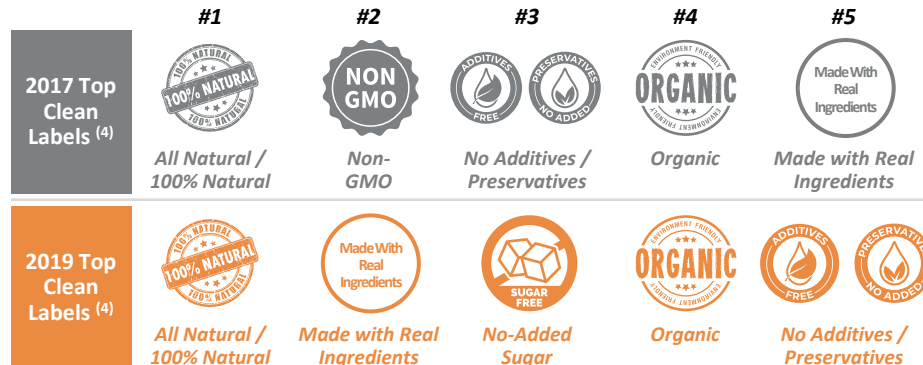 #1 #2 #3 #4 #5
2017 Top
Clean
Labels (4)
100% NATURAL
100% NATURAL
100% NATURAL
NON
GMO
ADDITIVES
FREE
PRESERVATIVES
NO ADDED
ENVIRONMENT FRIENDLY
ORGANIC
ENVIRONMENT FRIENDLY
Made With
Real
Ingredients
All Natural /
100% Natural
Non-
GMO
No Additives /
Preservatives
Organic
Made with Real
Ingredients
2019 Top
Clean
Labels (4)
100% NATURAL
100% NATURAL
100% NATURAL
Made With
Real
Ingredients
SUGAR
FREE
ENVIRONMENT FRIENDLY
ORGANIC
ENVIRONMENT FRIENDLY
ADDITIVES
FREE
PRESERVATIVE
NO ADDED
All Natural /
100% Natural
Made with Real
Ingredients
No-Added
Sugar
Organic
No Additives /
Preservatives